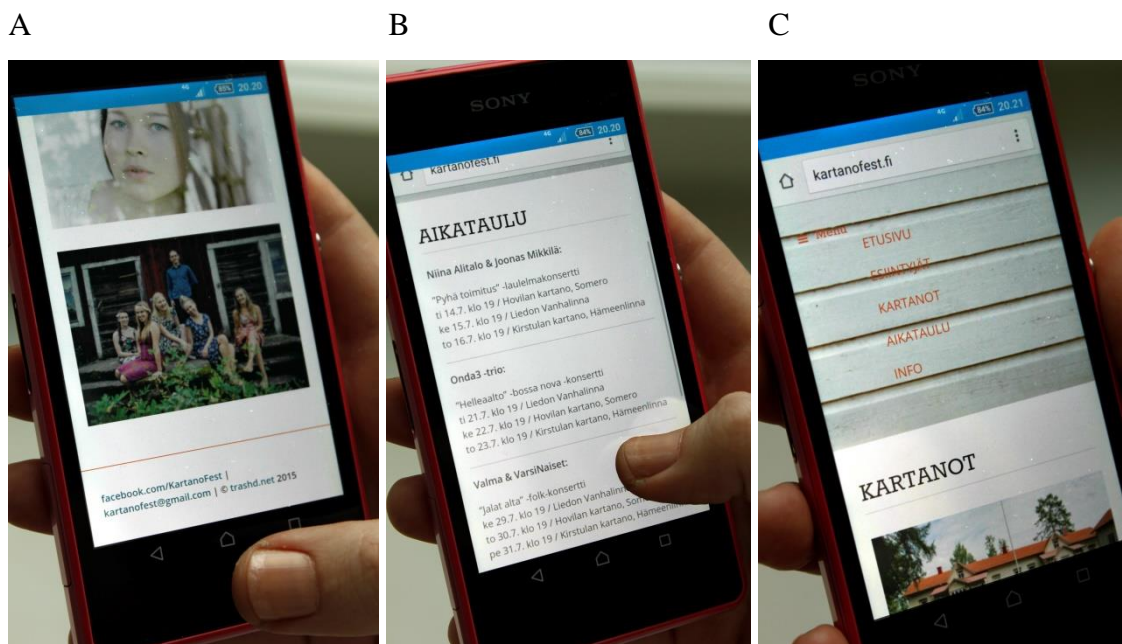 A
B
C
4G 85% 20.20
facebook.com/KartanoFest |
kartanofest@gmail.com | © trashd.net 2015
SONY
4G 84% 20.20
kartanofest.fi
AIKATAULU
Niina Alitalo & Joonas Mikkilä:
"Pyhä toimitus" -laulelmakonsertti
ti 14.7. klo 19 / Hovilan kartano, Somero
ke 15.7. klo 19 / Liedon Vanhalinna
to 16.7. klo 19 / Kirstulan kartano, Hämeenlinna
Onda3 -trio:
"Helleaalto" -bossa nova -konsertti
ti 21.7. klo 19 / Liedon Vanhalinna
ke 22.7. klo 19 / Hovilan kartano, Somero
to 23.7. klo 19 / Kirstulan kartano, Hämeenlinna
Valma & VarsiNaiset:
"Jalat alta" -folk-konsertti
ke 29.7. klo 19 / Liedon Vanhalinna
to 30.7. klo 19 / Hovilan kartano, Somero
pe 31.7. klo 19 / Kirstulan kartano, Hämeenlinna
SONY
4G 84% 20.21
kartanofest.fi
Menu
ETUSIVU
ESIINTYJÄT
KARTANOT
AIKATAULU
INFO
KARTANOT